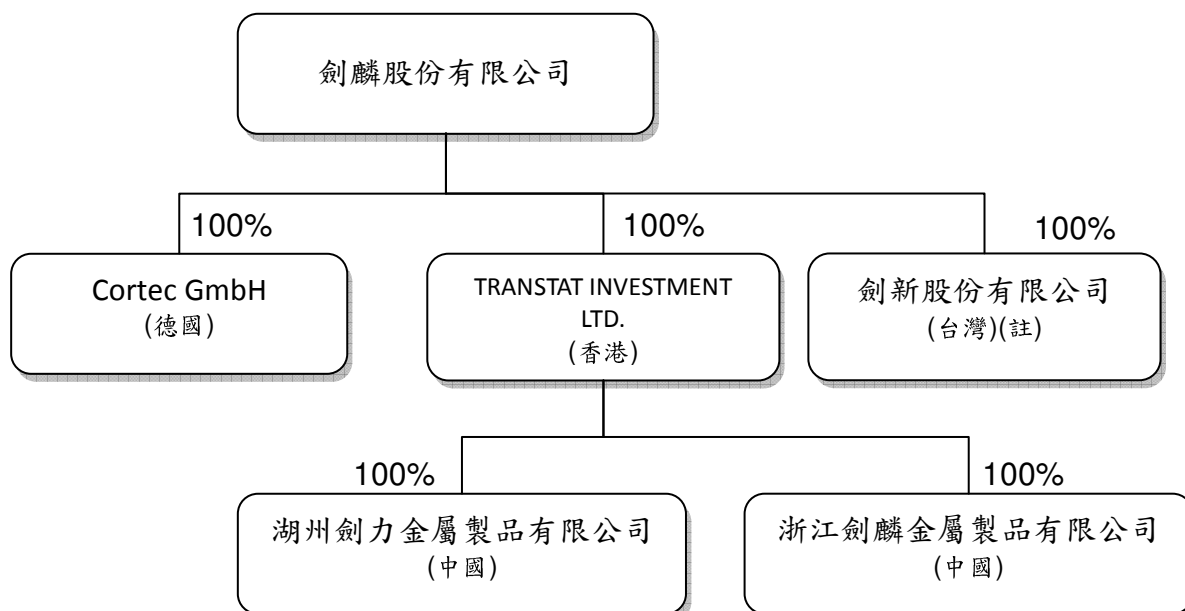 劍麟股份有限公司
100%
100%
100%
Cortec GmbH
(德國)
TRANSTAT INVESTMENT
LTD.
(香港)
劍新股份有限公司
(台灣)(註)
100%
100%
湖州劍力金屬製品有限公司
(中國)
浙江劍麟金屬製品有限公司
(中國)